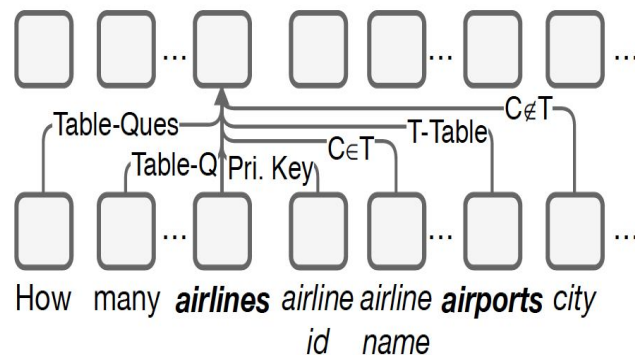 ...
...
...
C∉T
Table-Ques
T-Table
C∈T
Table-Q
Pri. Key
...
...
...
How many airlines airline airline airports city
id name